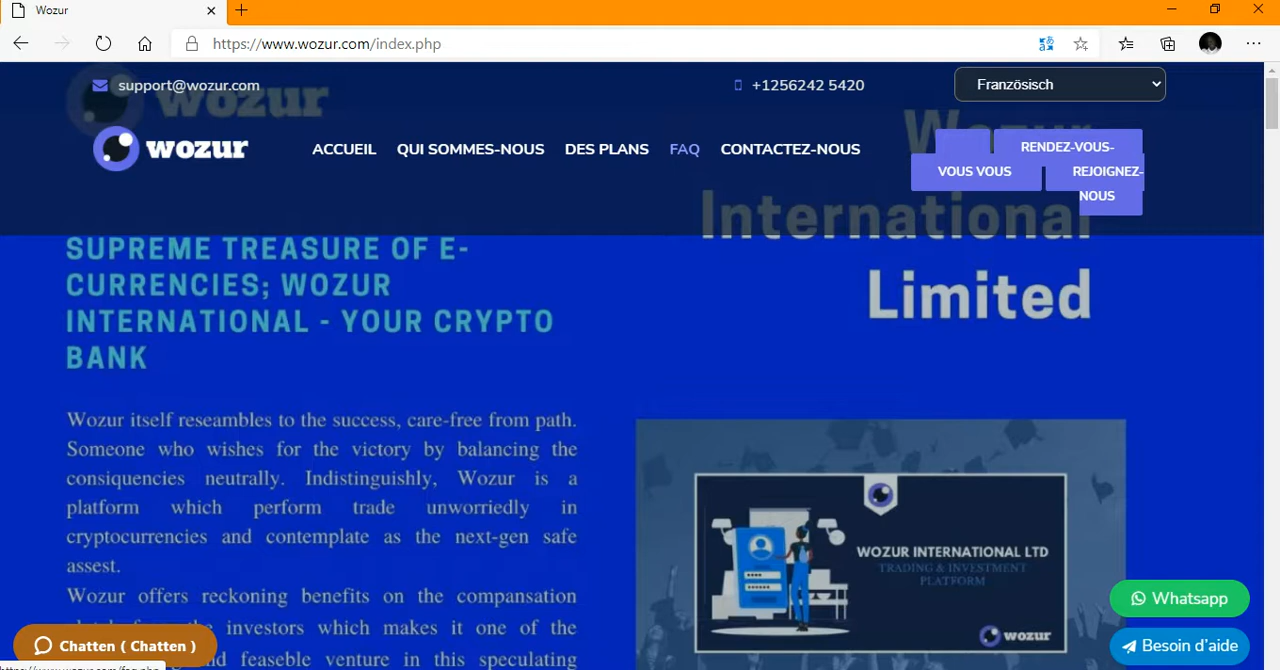 Wozur
https://www.wozur.com/index.php
support@wozur.com
+1256242 5420
Französisch
wozur
wozur
ACCUEIL QUI SOMMES-NOUS DES PLANS FAQ CONTACTEZ-NOUS
RENDEZ-VOUS-
VOUS VOUS
REJOIGNEZ-
NOUS
Wozur
International
Limited
SUPREME TREASURE OF E-
CURRENCIES; WOZUR
INTERNATIONAL - YOUR CRYPTO
BANK
Wozur itself reseambles to the success, care-free from path.
Someone who wishes for the victory by balancing the
consiquencies neutrally. Indistinguishly, Wozur is a
platform which perform trade unworriedly in
cryptocurrencies and contemplate as the next-gen safe
assest.
Wozur offers reckoning benefits on the compansation
investors which makes it one of the
feaseble venture in this speculating
WOZUR INTERNATIONAL LTD
TRADING & INVESTMENT
PLATFORM
wozur
Whatsapp
Besoin d'aide
Chatten ( Chatten )